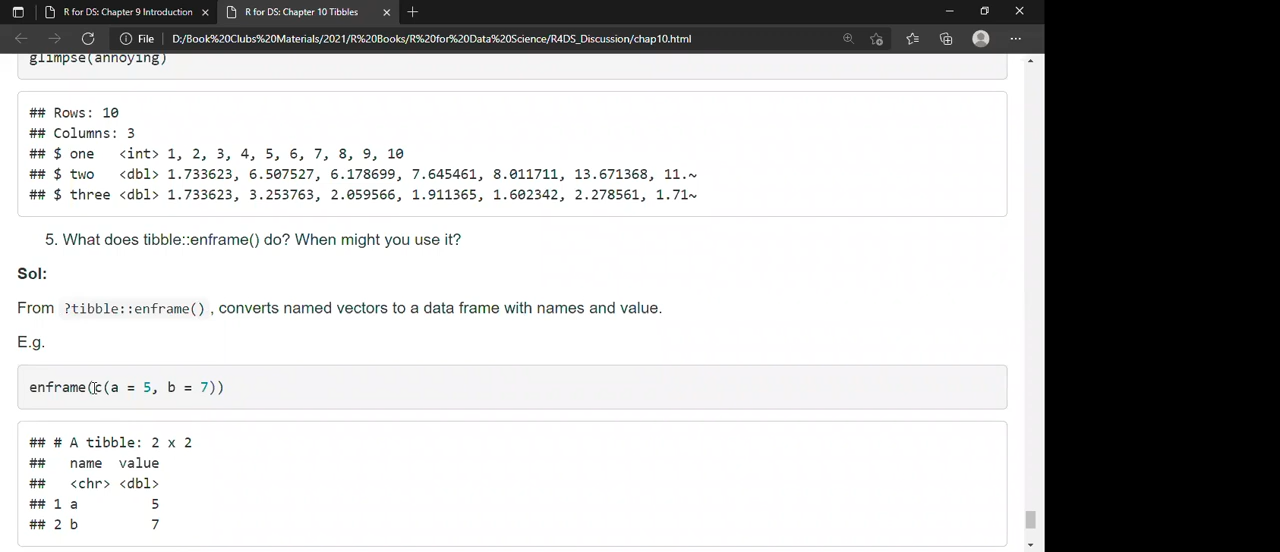 R for DS: Chapter 9 Introduction
R for DS: Chapter 10 Tibbles
File
D:/Book%20Clubs%20Materials/2021/R%20Books/R%20for%20Data%20Science/R4DS_Discussion/chap10.html
glimpse(annoying)
## Rows: 10
## Columns: 3
## $ one   <int> 1, 2, 3, 4, 5, 6, 7, 8, 9, 10
## $ two   <dbl> 1.733623, 6.507527, 6.178699, 7.645461, 8.011711, 13.671368, 11.~
## $ three <dbl> 1.733623, 3.253763, 2.059566, 1.911365, 1.602342, 2.278561, 1.71~
5. What does tibble::enframe() do? When might you use it?
Sol:
From ?tibble::enframe() , converts named vectors to a data frame with names and value.
E.g.
enframe(c(a = 5, b = 7))
## # A tibble: 2 x 2
##   name  value
##   <chr> <dbl>
## 1 a         5
## 2 b         7